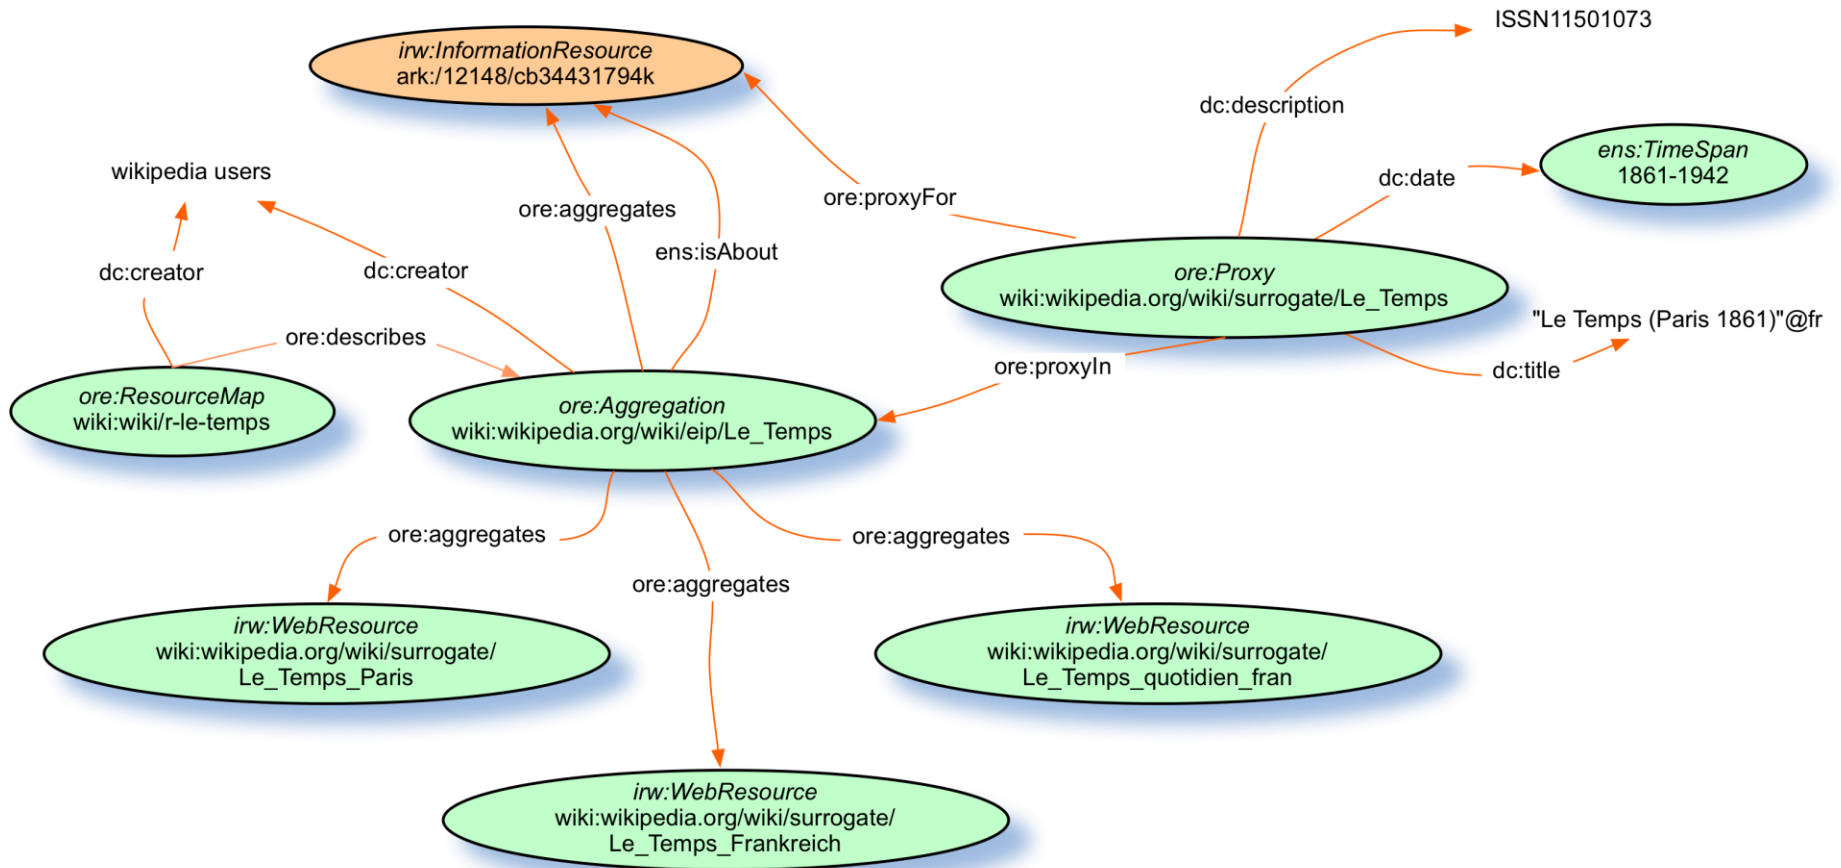 ISSN11501073
irw:InformationResource
ark:/12148/cb34431794k
dc:description
ens:TimeSpan
1861-1942
wikipedia users
dc:date
ore:proxyFor
ore:aggregates
ens:isAbout
dc:creator
dc:creator
ore:Proxy
wiki:wikipedia.org/wiki/surrogate/Le_Temps
"Le Temps (Paris 1861)"@fr
ore:describes
ore:proxyIn
dc:title
ore:ResourceMap
wiki:wiki/r-le-temps
ore:Aggregation
wiki:wikipedia.org/wiki/eip/Le_Temps
ore:aggregates
ore:aggregates
ore:aggregates
irw:WebResource
wiki:wikipedia.org/wiki/surrogate/
Le_Temps_Paris
irw:WebResource
wiki:wikipedia.org/wiki/surrogate/
Le_Temps_quotidien_fran
irw:WebResource
wiki:wikipedia.org/wiki/surrogate/
Le_Temps_Frankreich